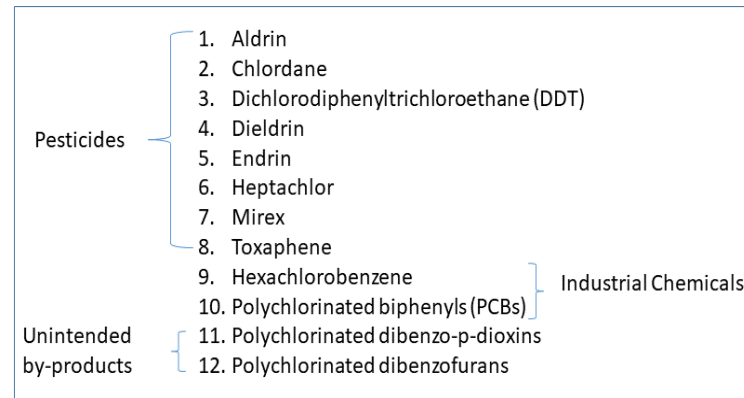 1. Aldrin
2. Chlordane
3. Dichlorodiphenyltrichloroethane (DDT)
Pesticides
4. Dieldrin
5. Endrin
6. Heptachlor
7. Mirex
8. Toxaphene
9. Hexachlorobenzene
Industrial Chemicals
10. Polychlorinated biphenyls (PCBs)
Unintended
by-products
11. Polychlorinated dibenzo-p-dioxins
12. Polychlorinated dibenzofurans